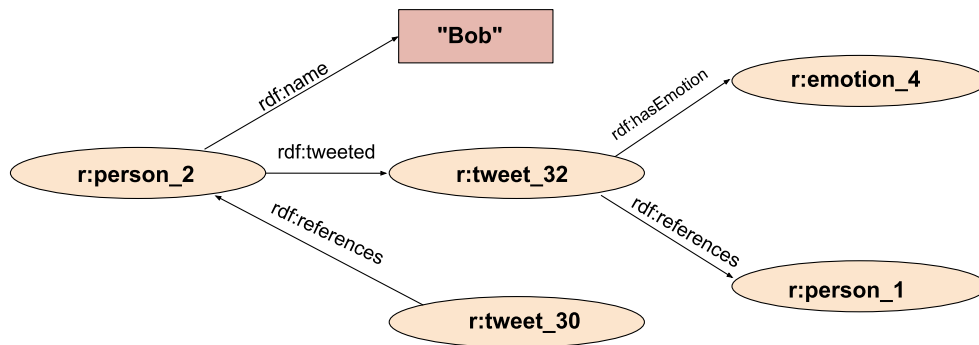 "Bob"
r:emotion_4
rdf:name
rdf:hasEmotion
rdf:tweeted
r:person_2
r:tweet_32
rdf:references
rdf:references
r:person_1
r:tweet_30